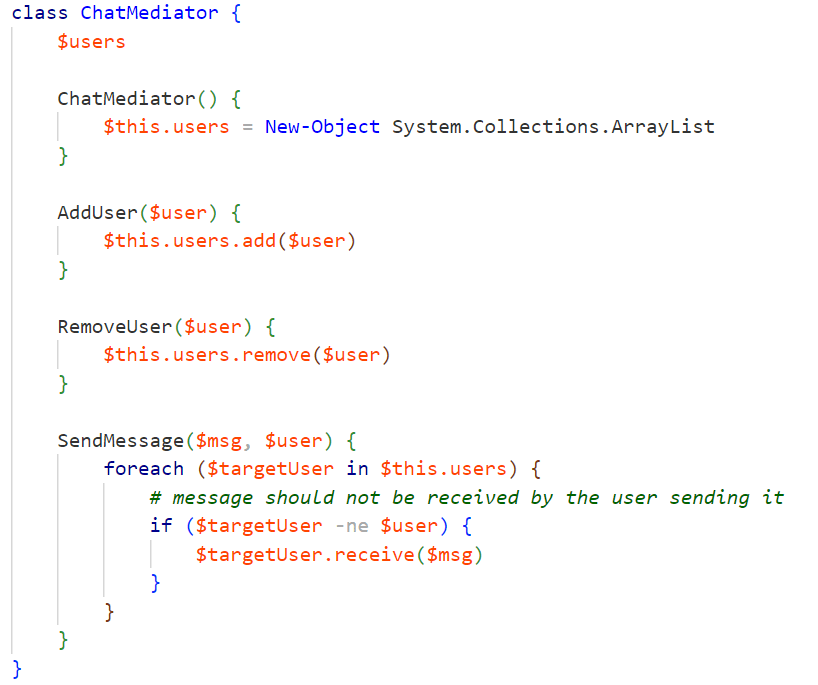 class ChatMediator {
    $users

    ChatMediator() {
        $this.users = New-Object System.Collections.ArrayList
    }

    AddUser($user) {
        $this.users.add($user)
    }

    RemoveUser($user) {
        $this.users.remove($user)
    }

    SendMessage($msg, $user) {
        foreach ($targetUser in $this.users) {
            # message should not be received by the user sending it
            if ($targetUser -ne $user) {
                $targetUser.receive($msg)
            }
        }
    }
}